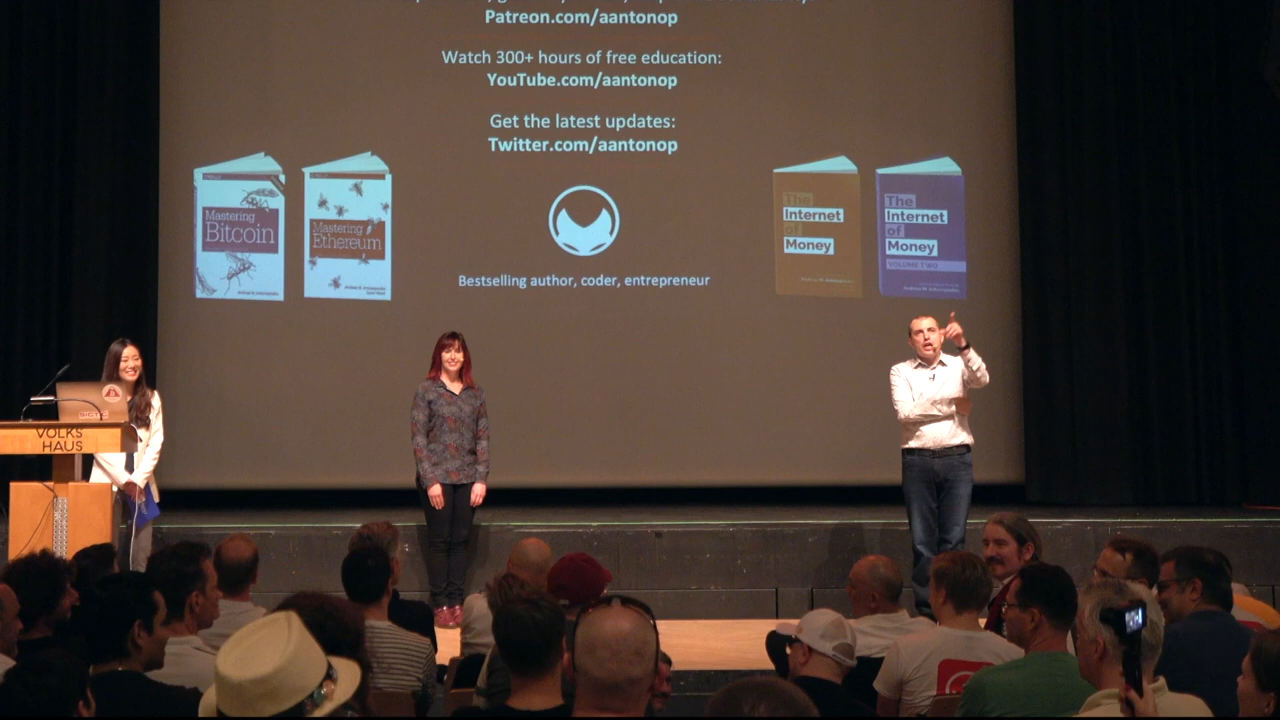 Patreon.com/aantonop
Watch 300+ hours of free education:
YouTube.com/aantonop
Get the latest updates:
Twitter.com/aantonop
Mastering
Bitcoin
Mastering
Ethereum
The
Internet
of
Money
The
Internet
of
Money
VOLUME TWO
Bestselling author, coder, entrepreneur
VOLKS
HAUS